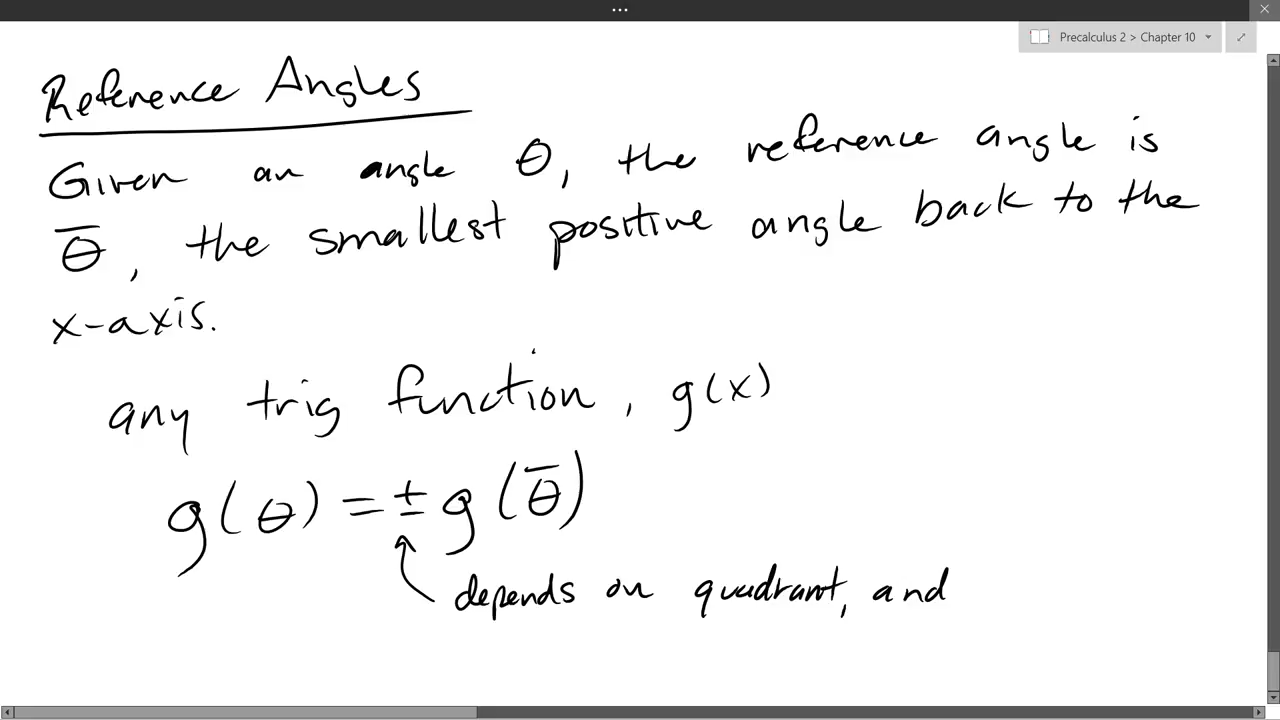 Precalculus 2 > Chapter 10
Reference Angles
Given an angle θ, the reference angle is
θ̅, the smallest positive angle back to the
x-axis.
any trig function, g(x)
g(θ) = ± g(θ̅)
depends on quadrant, and